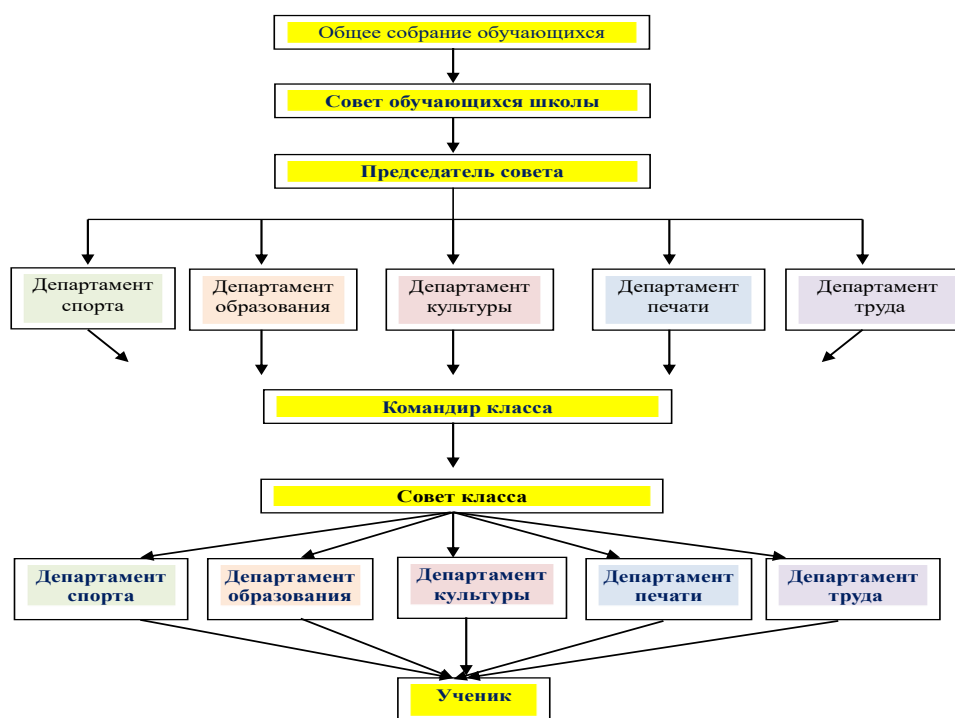 Общее собрание обучающихся
Совет обучающихся школы
Председатель совета
Департамент
спорта
Департамент
образования
Департамент
культуры
Департамент
печати
Департамент
труда
Командир класса
Совет класса
Департамент
спорта
Департамент
образования
Департамент
культуры
Департамент
печати
Департамент
труда
Ученик